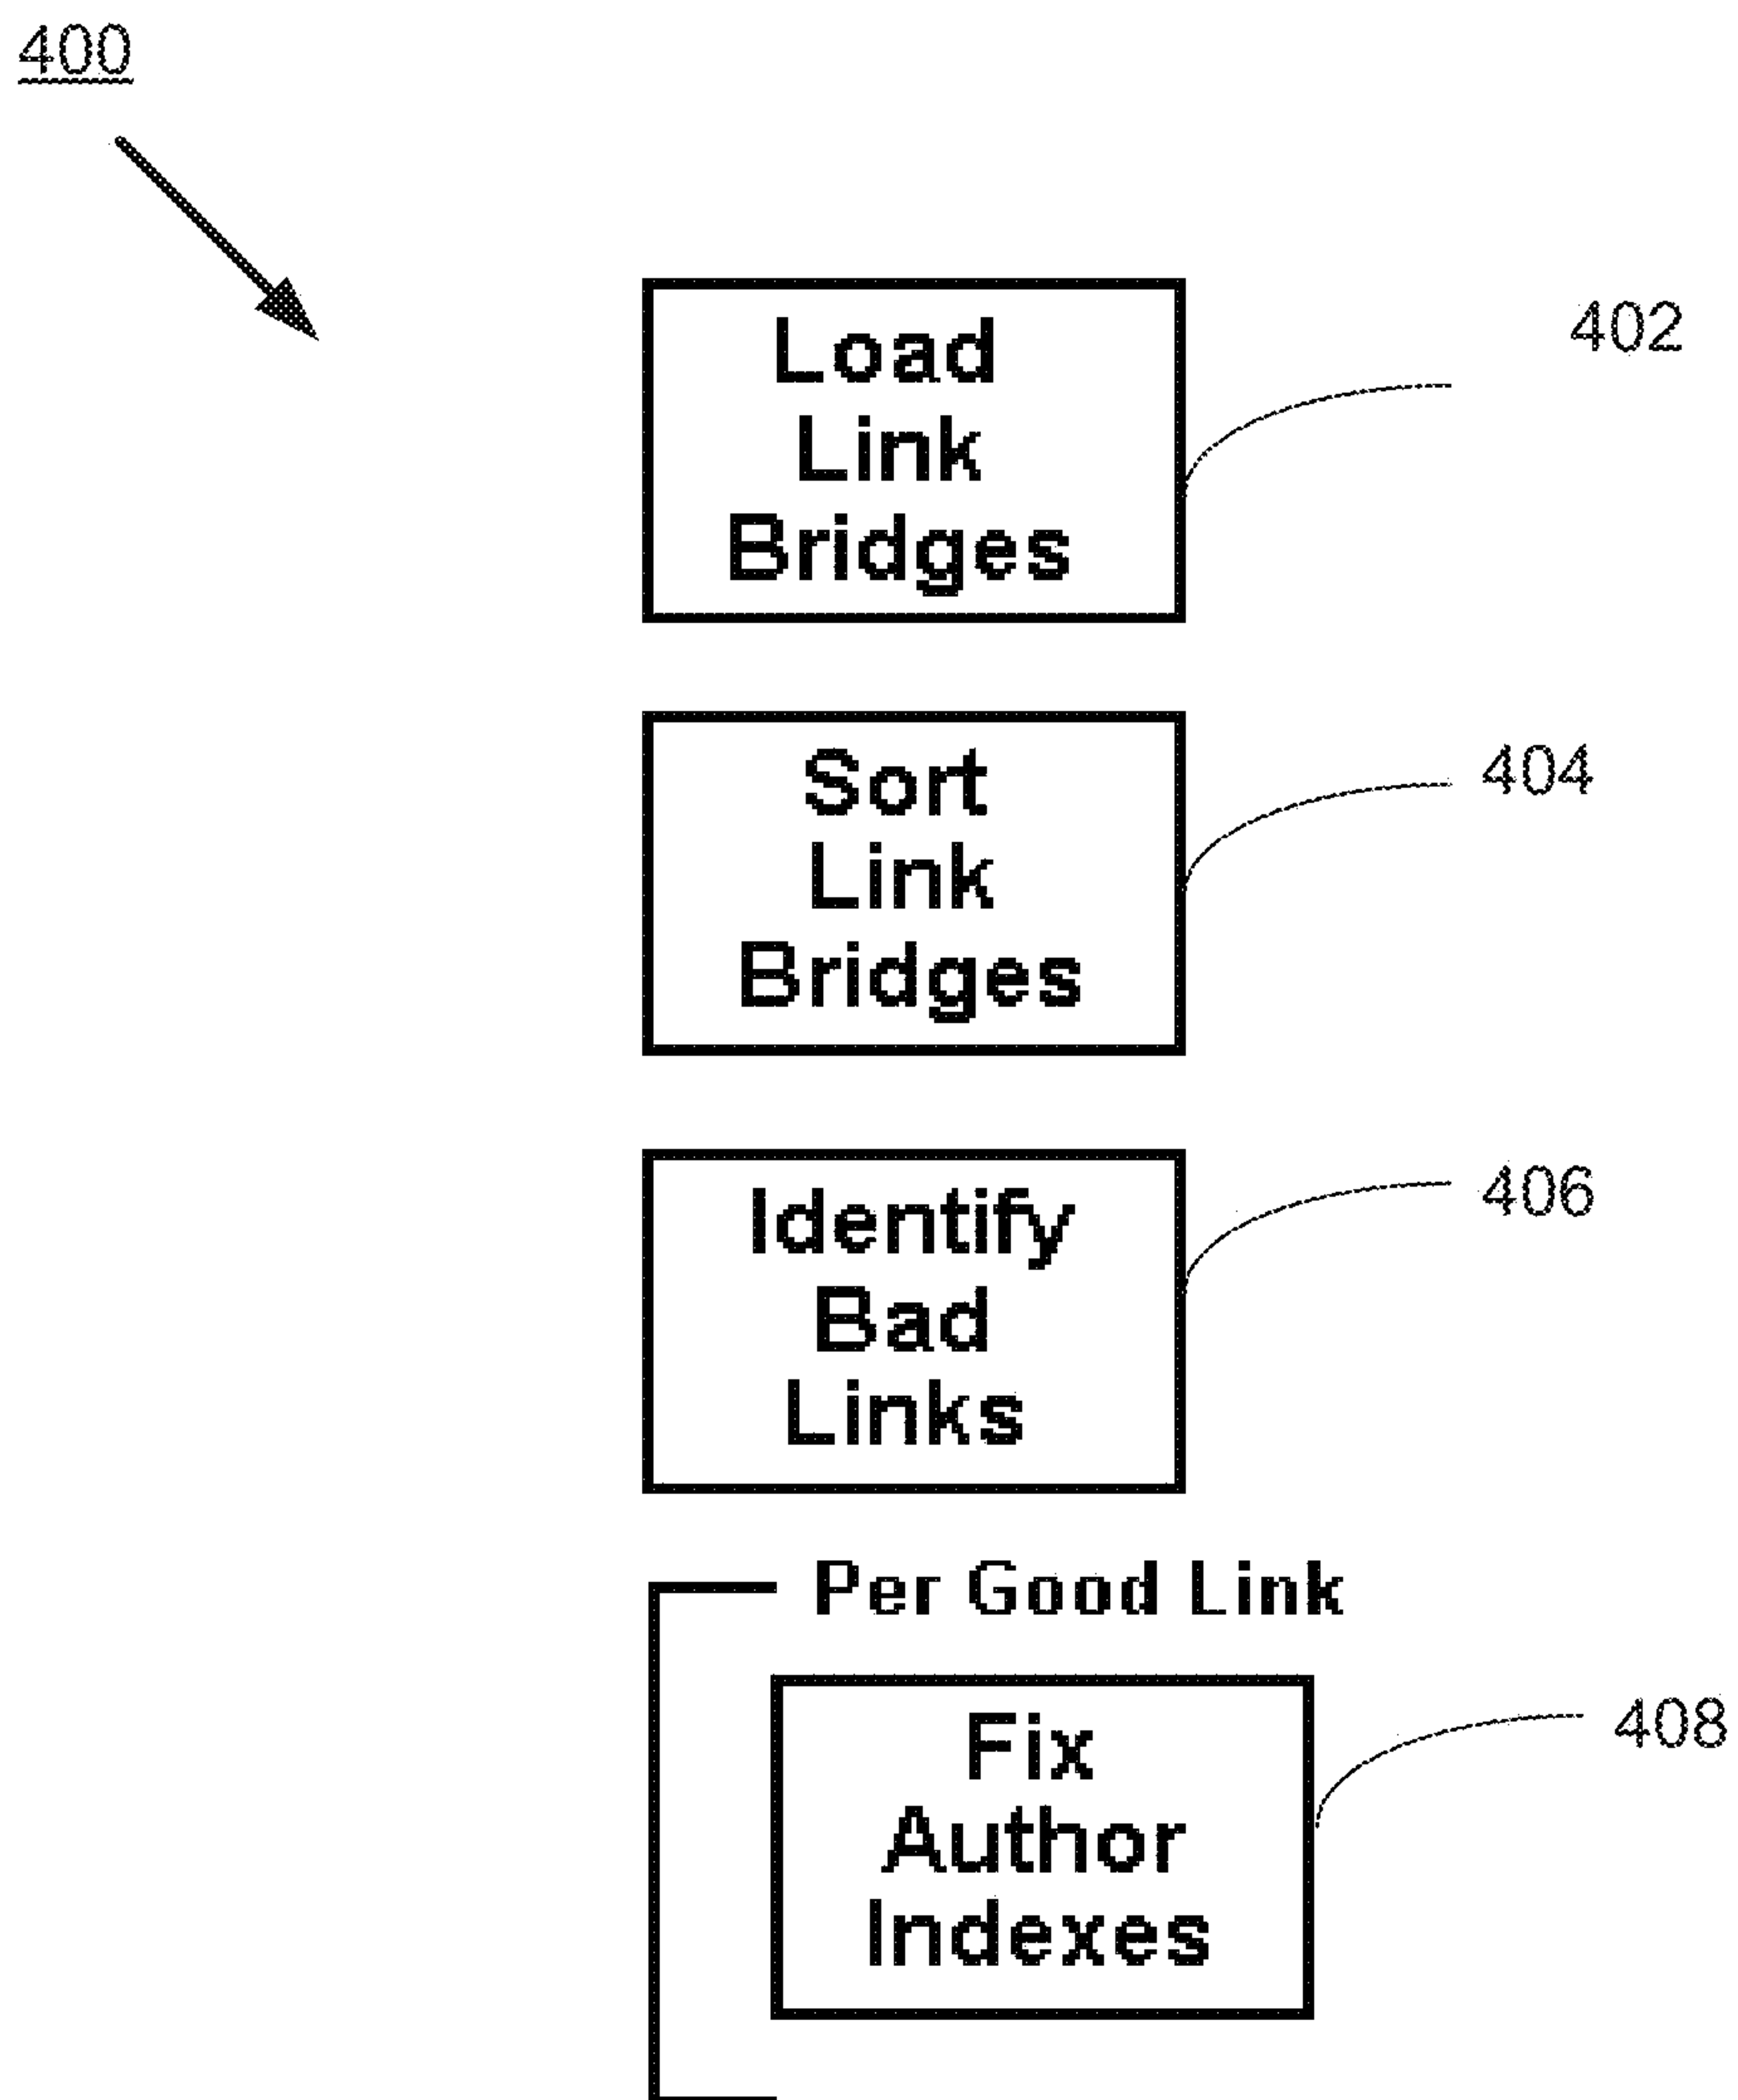 400
Load
Link
Bridges
402
Sort
Link
Bridges
404
Identify
Bad
Links
406
Per Good Link
Fix
Author
Indexes
408